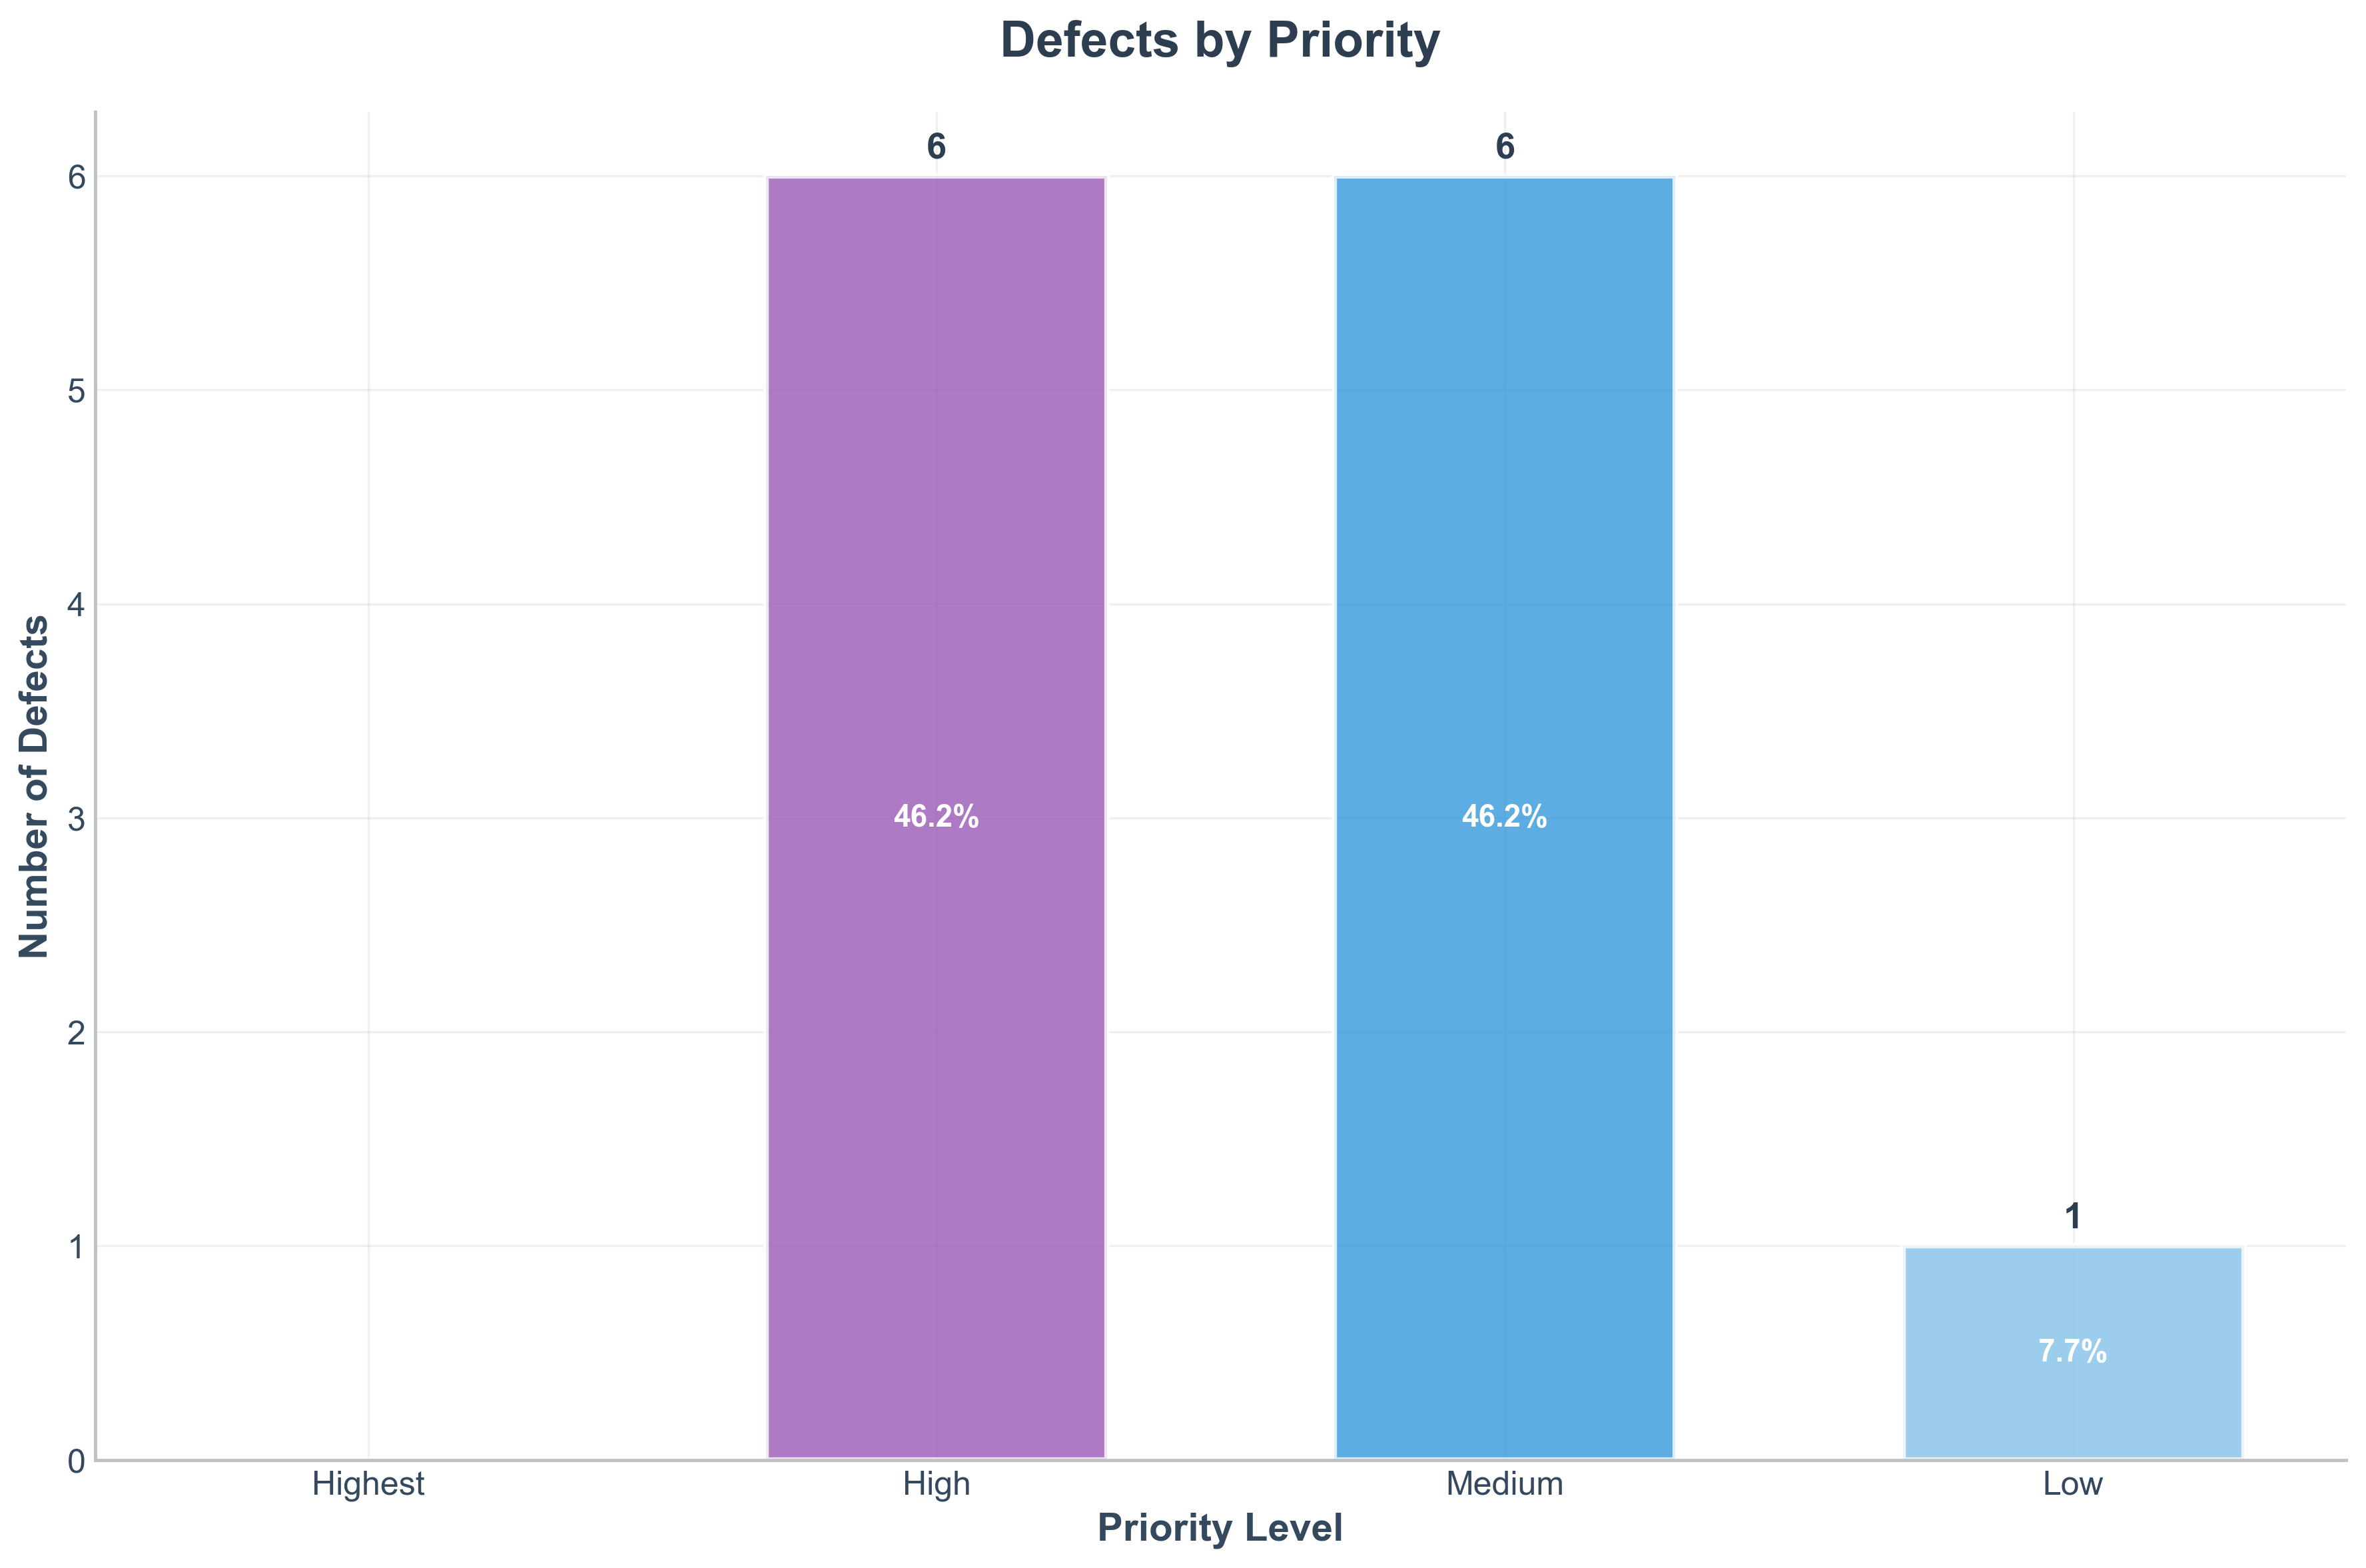 Defects by Priority
6
6
6
5
4
3
2
1
0
Number of Defects
46.2%
46.2%
1
7.7%
Highest
High
Medium
Low
Priority Level